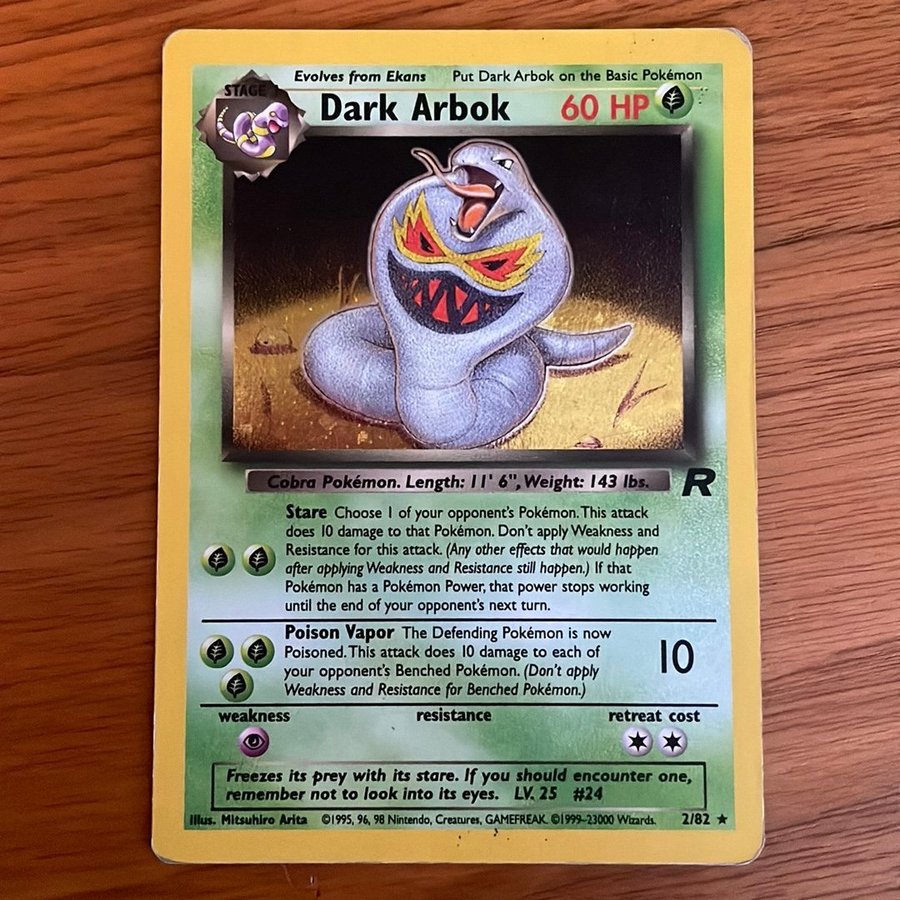 Evolves from Ekans Put Dark Arbok on the Basic Pokémon
STAGE 1
Dark Arbok 60 HP
Cobra Pokémon. Length: 11' 6", Weight: 143 lbs.
R
Stare Choose 1 of your opponent's Pokémon. This attack
does 10 damage to that Pokémon. Don't apply Weakness and
Resistance for this attack. (Any other effects that would happen
after applying Weakness and Resistance still happen.) If that
Pokémon has a Pokémon Power, that power stops working
until the end of your opponent's next turn.
Poison Vapor The Defending Pokémon is now
Poisoned. This attack does 10 damage to each of
your opponent's Benched Pokémon. (Don't apply
Weakness and Resistance for Benched Pokémon.)
10
weakness resistance retreat cost
Freezes its prey with its stare. If you should encounter one,
remember not to look into its eyes. LV. 25 #24
Illus. Mitsuhiro Arita ©1995, 96, 98 Nintendo, Creatures, GAMEFREAK. ©1999–23000 Wizards. 2/82 ★